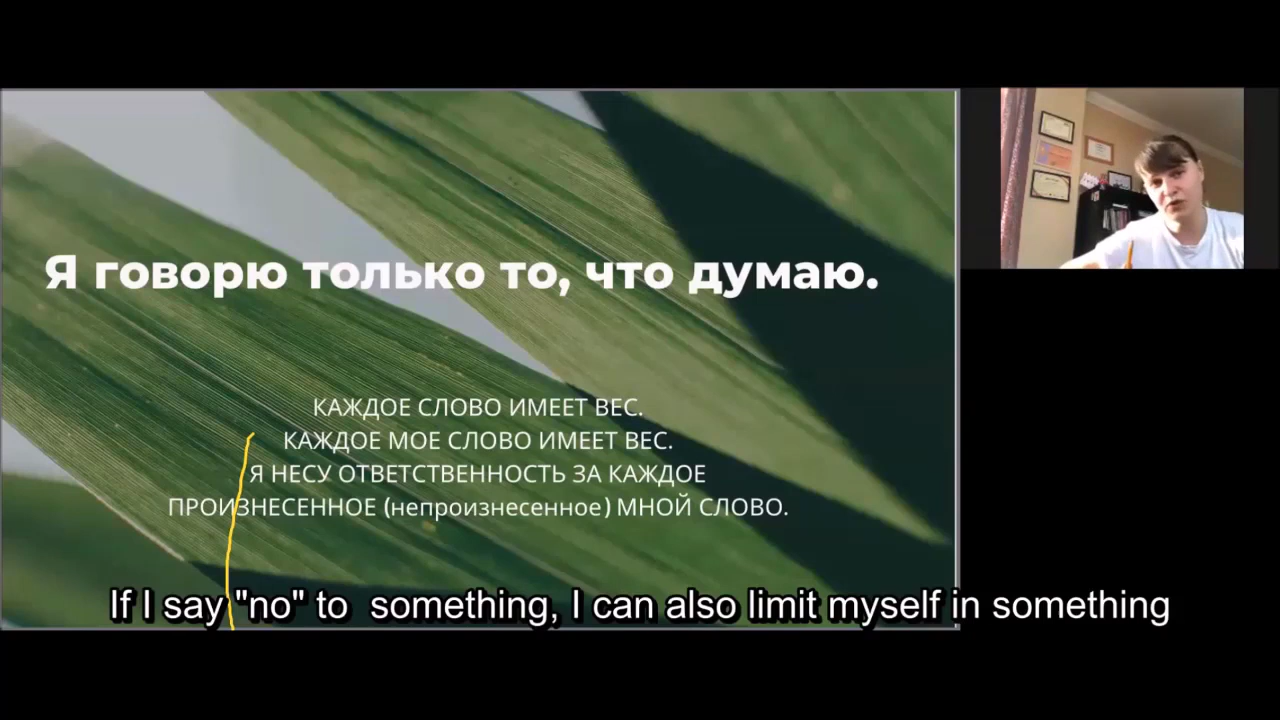 Я говорю только то, что думаю.
КАЖДОЕ СЛОВО ИМЕЕТ ВЕС.
КАЖДОЕ МОЕ СЛОВО ИМЕЕТ ВЕС.
Я НЕСУ ОТВЕТСТВЕННОСТЬ ЗА КАЖДОЕ
ПРОИЗНЕСЕННОЕ (непроизнесенное) МНОЙ СЛОВО.
If I say "no" to something, I can also limit myself in something